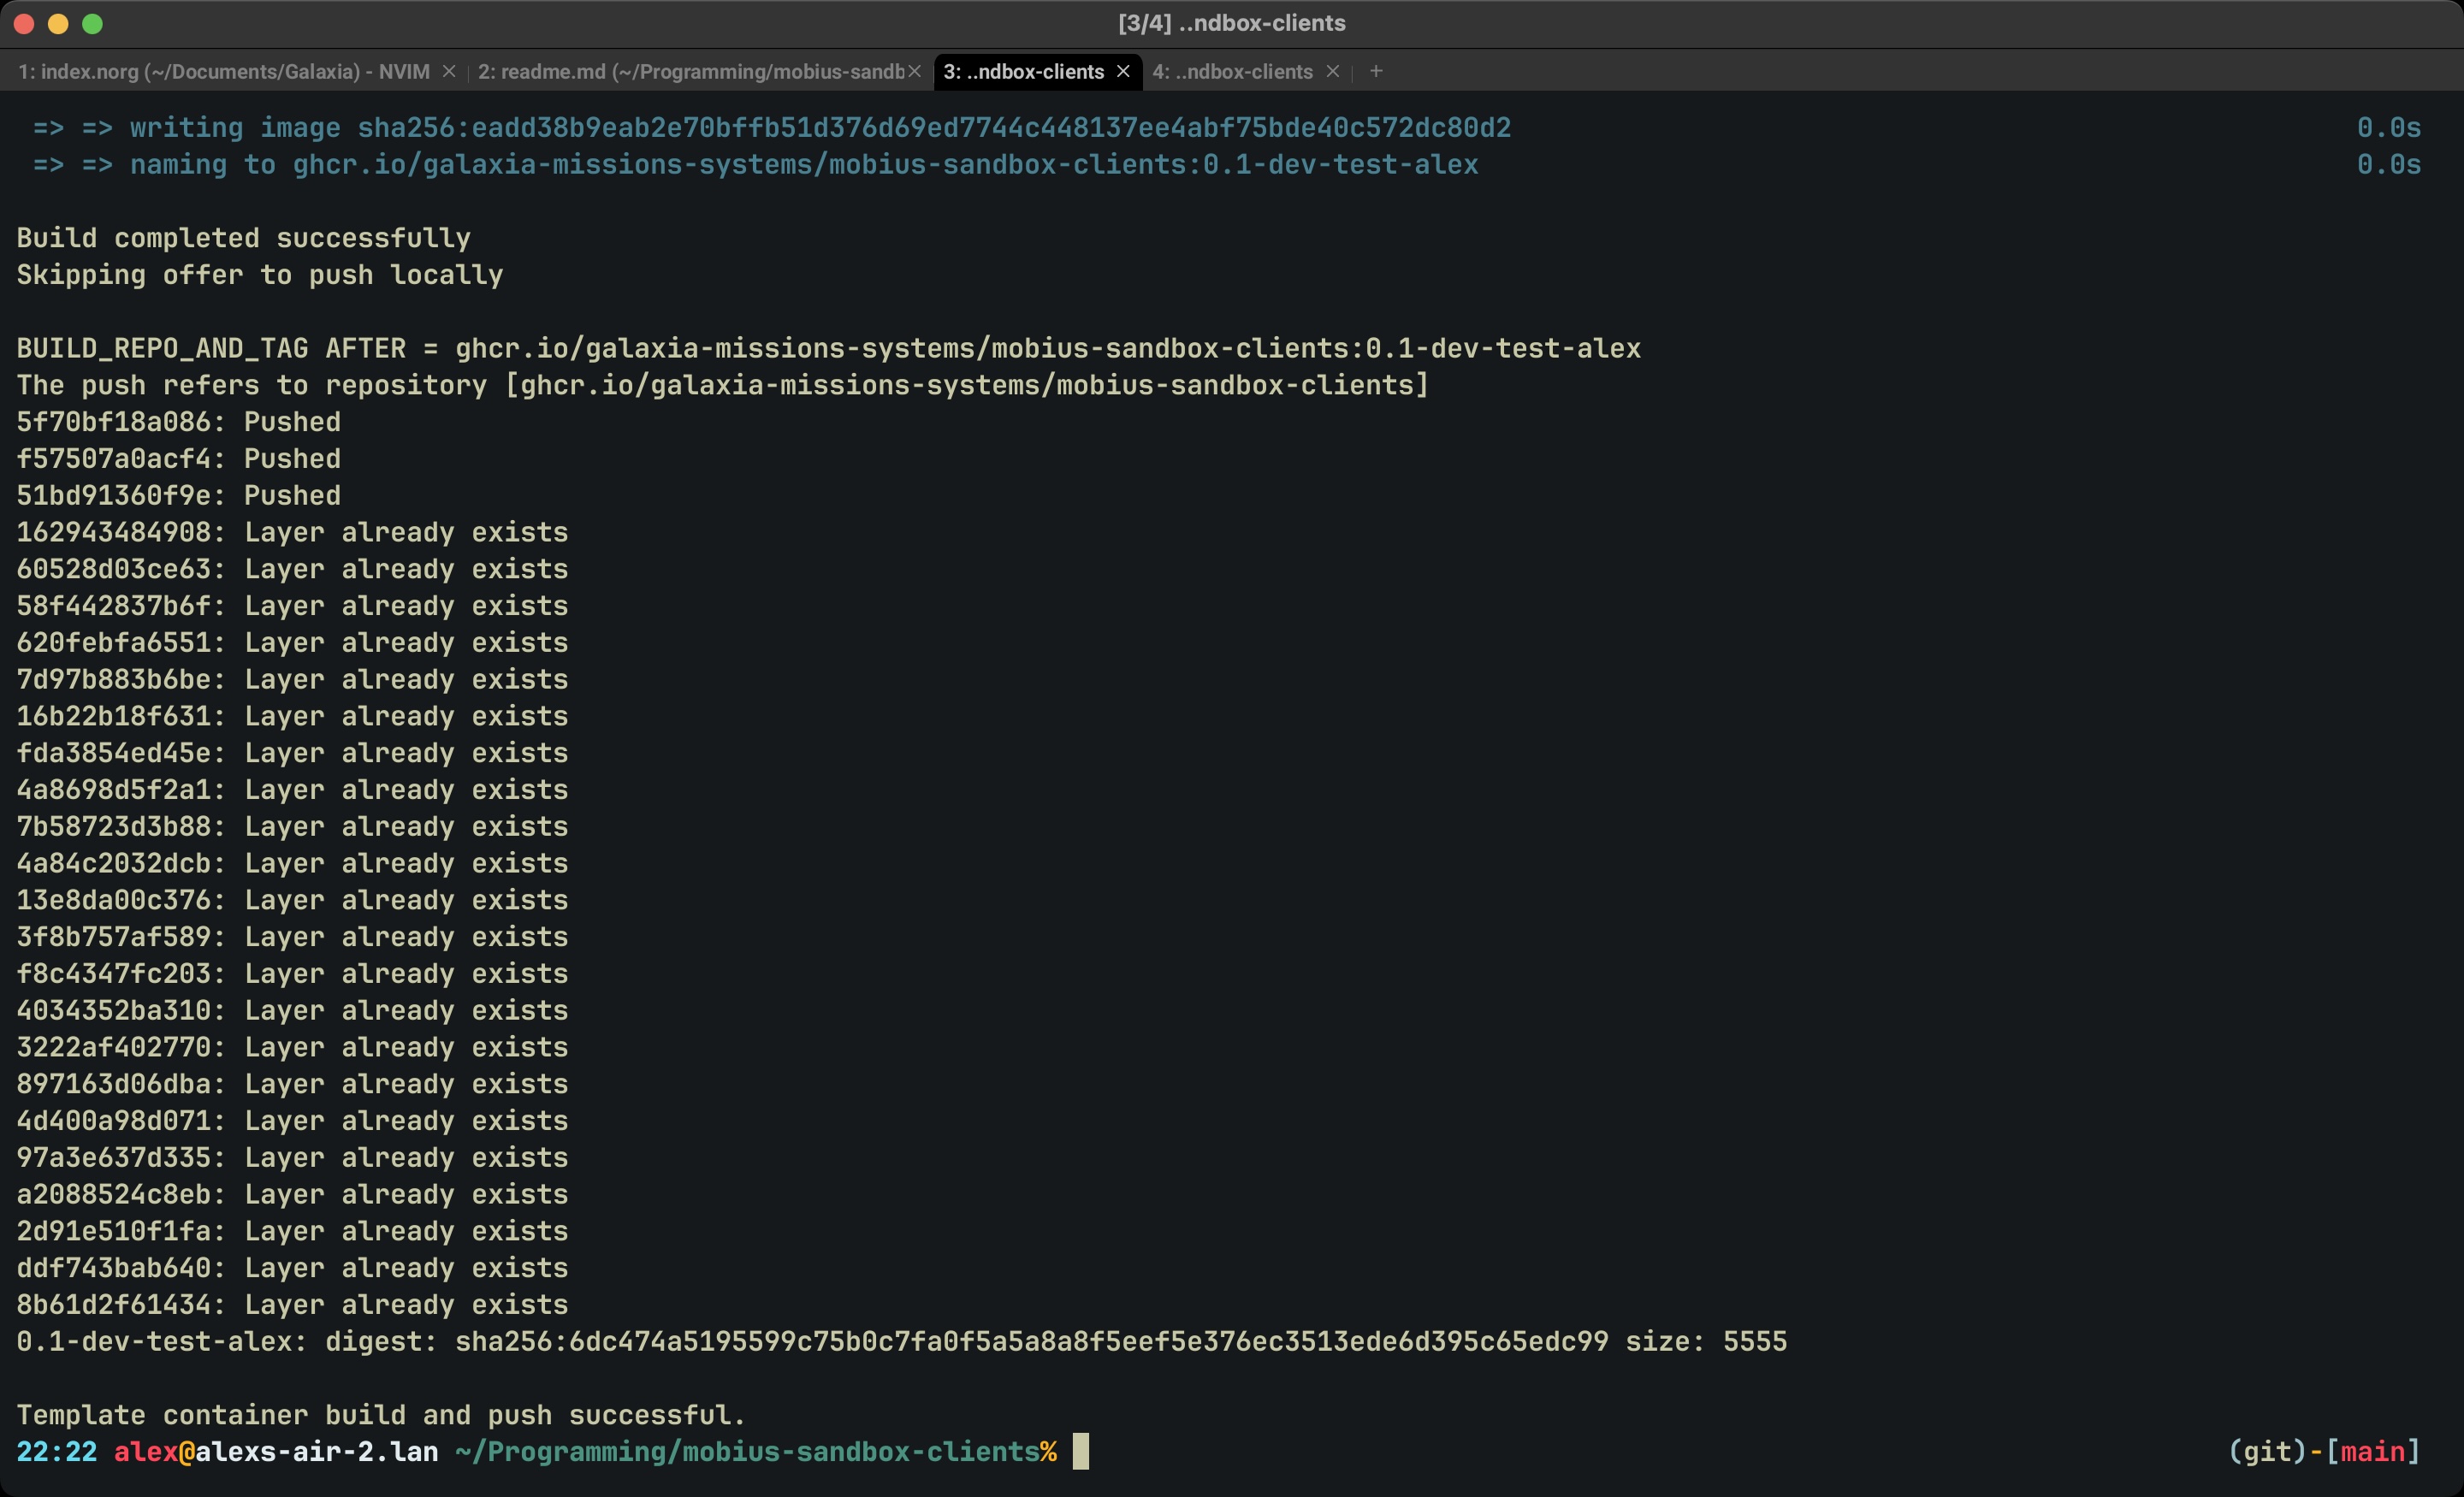 [3/4] ..ndbox-clients
1: index.norg (~/Documents/Galaxia) - NVIM × 2: readme.md (~/Programming/mobius-sandb× 3: ..ndbox-clients × 4: ..ndbox-clients × +
=> => writing image sha256:eadd38b9eab2e70bffb51d376d69ed7744c448137ee4abf75bde40c572dc80d2 0.0s
=> => naming to ghcr.io/galaxia-missions-systems/mobius-sandbox-clients:0.1-dev-test-alex 0.0s
Build completed successfully
Skipping offer to push locally
BUILD_REPO_AND_TAG AFTER = ghcr.io/galaxia-missions-systems/mobius-sandbox-clients:0.1-dev-test-alex
The push refers to repository [ghcr.io/galaxia-missions-systems/mobius-sandbox-clients]
5f70bf18a086: Pushed
f57507a0acf4: Pushed
51bd91360f9e: Pushed
162943484908: Layer already exists
60528d03ce63: Layer already exists
58f442837b6f: Layer already exists
620febfa6551: Layer already exists
7d97b883b6be: Layer already exists
16b22b18f631: Layer already exists
fda3854ed45e: Layer already exists
4a8698d5f2a1: Layer already exists
7b58723d3b88: Layer already exists
4a84c2032dcb: Layer already exists
13e8da00c376: Layer already exists
3f8b757af589: Layer already exists
f8c4347fc203: Layer already exists
4034352ba310: Layer already exists
3222af402770: Layer already exists
897163d06dba: Layer already exists
4d400a98d071: Layer already exists
97a3e637d335: Layer already exists
a2088524c8eb: Layer already exists
2d91e510f1fa: Layer already exists
ddf743bab640: Layer already exists
8b61d2f61434: Layer already exists
0.1-dev-test-alex: digest: sha256:6dc474a5195599c75b0c7fa0f5a5a8a8f5eef5e376ec3513ede6d395c65edc99 size: 5555
Template container build and push successful.
22:22 alex@alexs-air-2.lan ~/Programming/mobius-sandbox-clients% (git)-[main]